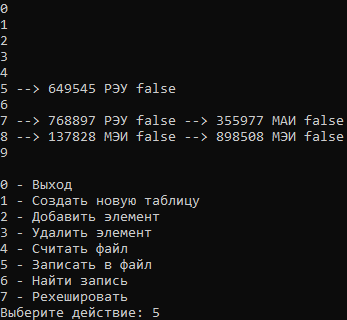 0
1
2
3
4
5 --> 649545 РЭУ false
6
7 --> 768897 РЭУ false --> 355977 МАИ false
8 --> 137828 МЭИ false --> 898508 МЭИ false
9
0 - Выход
1 - Создать новую таблицу
2 - Добавить элемент
3 - Удалить элемент
4 - Считать файл
5 - Записать в файл
6 - Найти запись
7 - Рехешировать
Выберите действие: 5